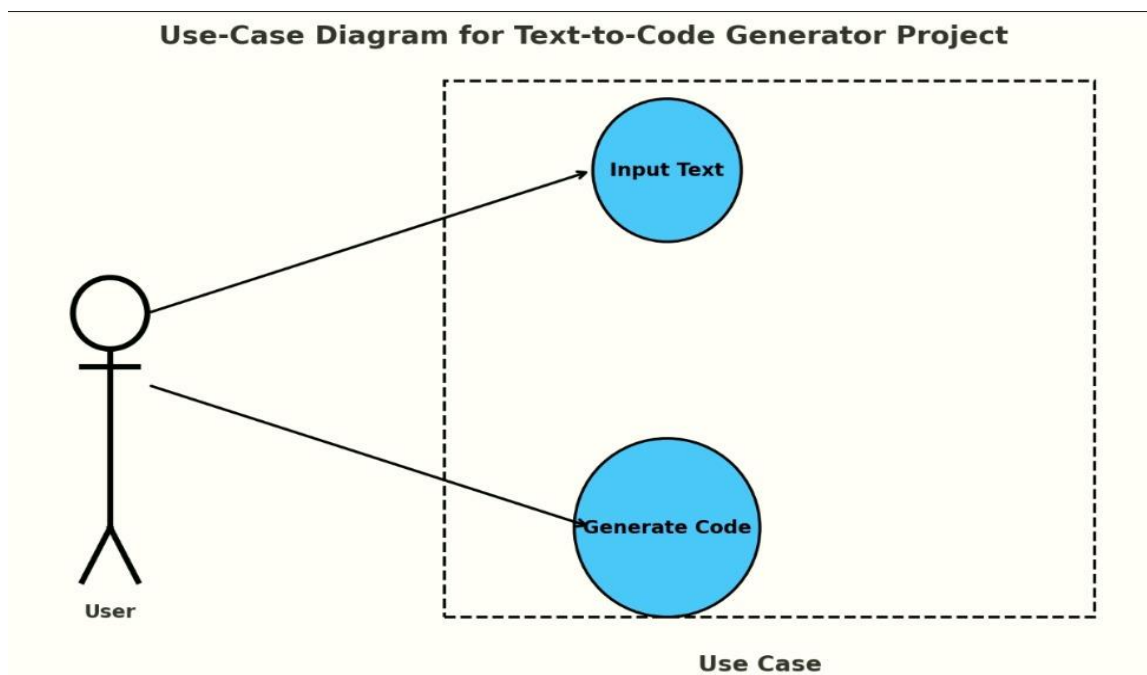 Use-Case Diagram for Text-to-Code Generator Project
Input Text
Generate Code
User
Use Case